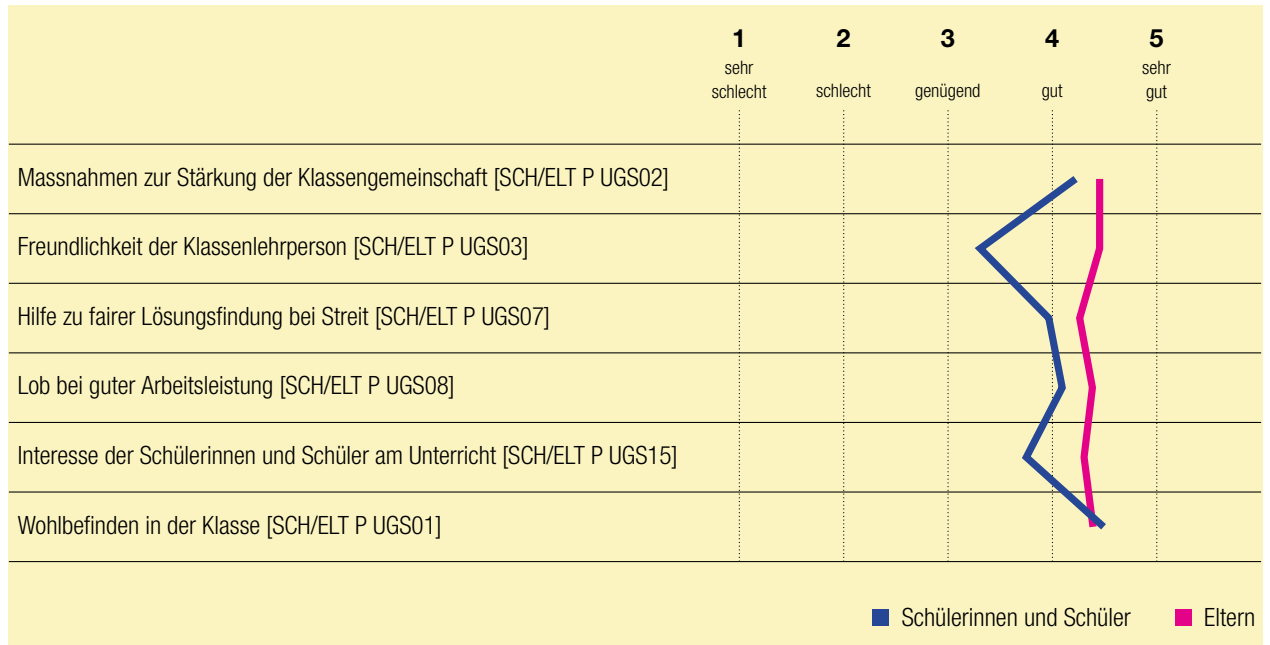 1 2 3 4 5
sehr schlecht schlecht genügend gut sehr gut
Massnahmen zur Stärkung der Klassengemeinschaft [SCH/ELT P UGS02]
Freundlichkeit der Klassenlehrperson [SCH/ELT P UGS03]
Hilfe zu fairer Lösungsfindung bei Streit [SCH/ELT P UGS07]
Lob bei guter Arbeitsleistung [SCH/ELT P UGS08]
Interesse der Schülerinnen und Schüler am Unterricht [SCH/ELT P UGS15]
Wohlbefinden in der Klasse [SCH/ELT P UGS01]
Schülerinnen und Schüler Eltern